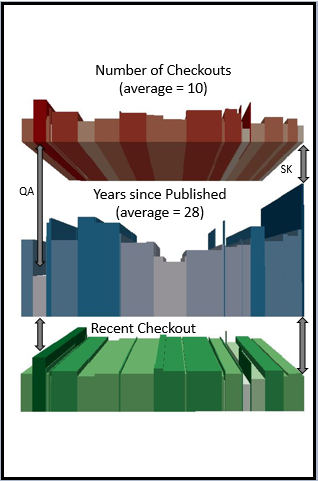 Number of Checkouts
(average = 10)
SK
QA
Years since Published
(average = 28)
Recent Checkout